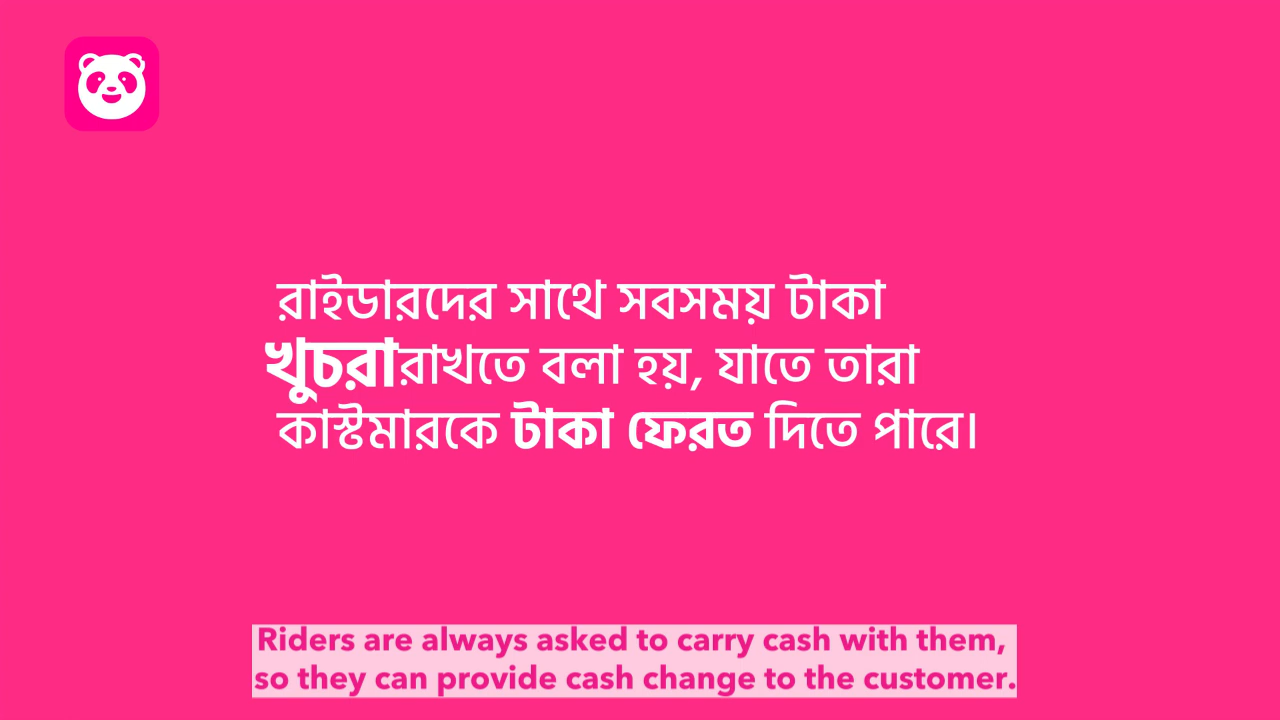 রাইডারদের সাথে সবসময় টাকা
খুচরা রাখতে বলা হয়, যাতে তারা
কাস্টমারকে টাকা ফেরত দিতে পারে।
Riders are always asked to carry cash with them,
so they can provide cash change to the customer.